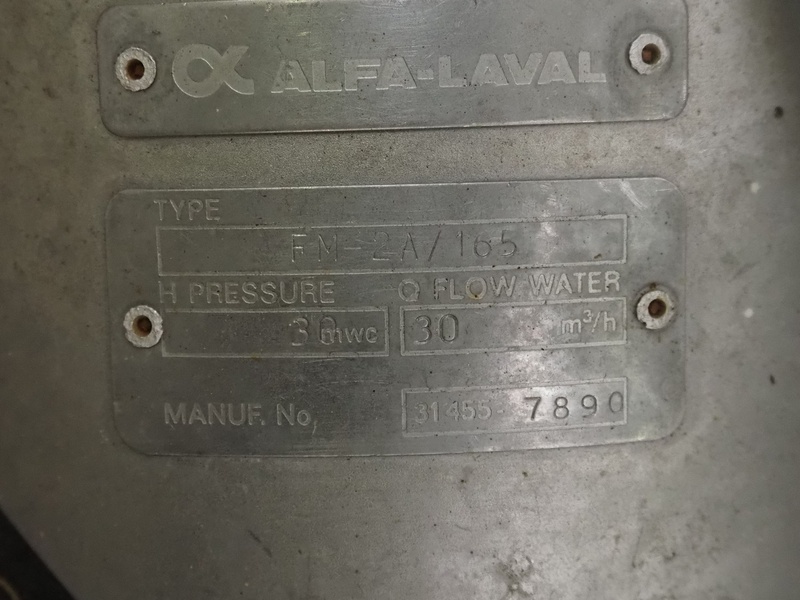 ALFA-LAVAL
TYPE
FM-2A/165
H PRESSURE Q FLOW WATER
30 mwc 30 m³/h
MANUF. No, 31455-7890